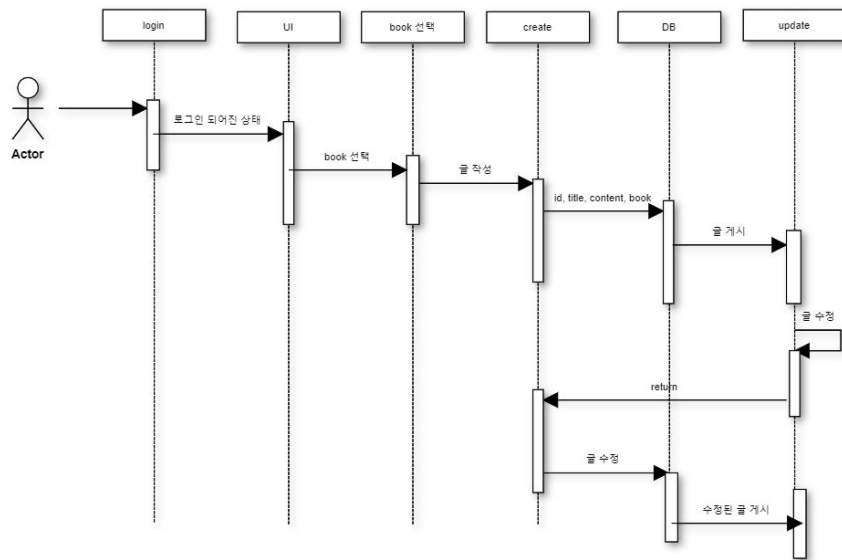 login
UI
book 선택
create
DB
update
Actor
로그인 되어진 상태
book 선택
글 작성
id, title, content, book
글 게시
글 수정
return
글 수정
수정된 글 게시